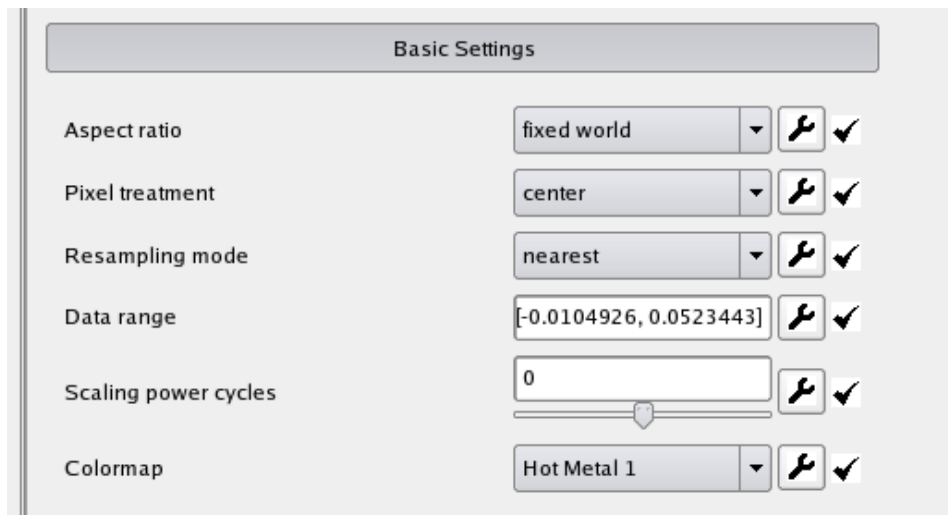 Basic Settings
Aspect ratio fixed world
Pixel treatment center
Resampling mode nearest
Data range [-0.0104926, 0.0523443]
Scaling power cycles 0
Colormap Hot Metal 1